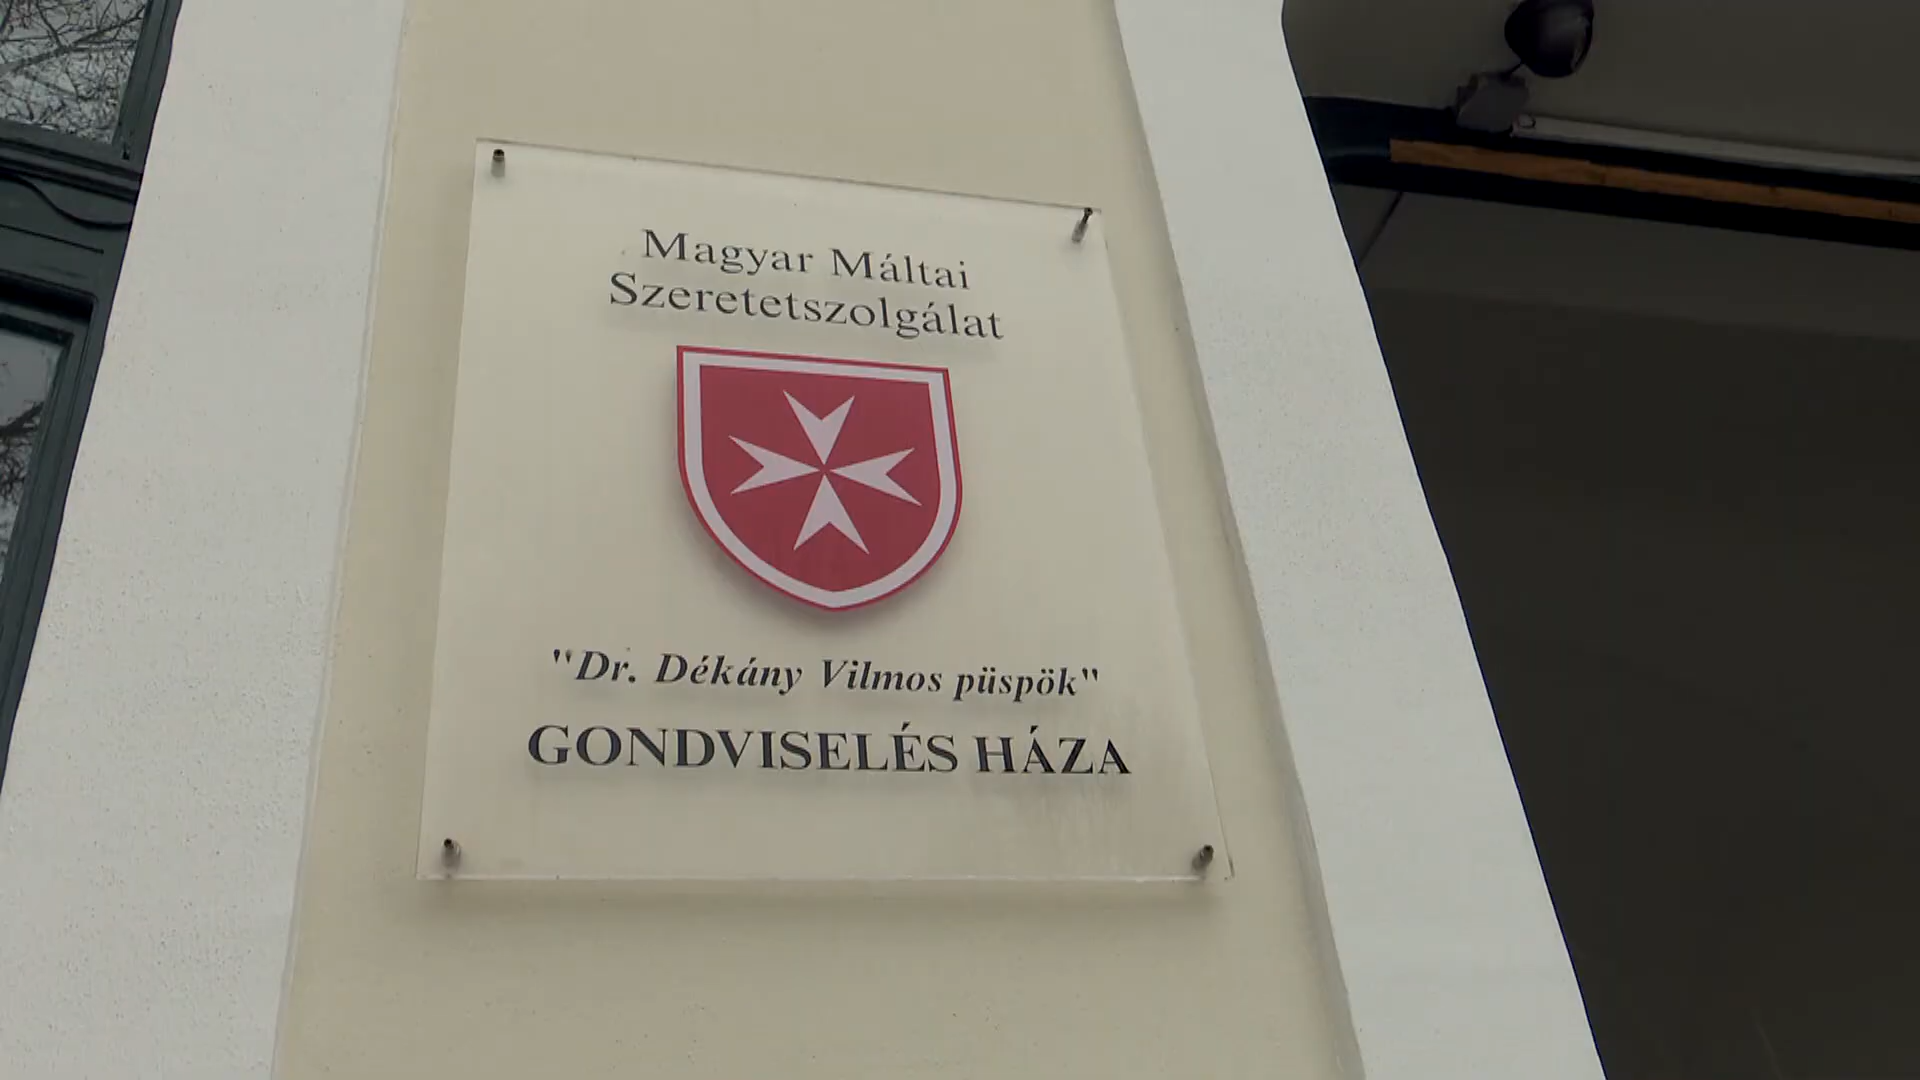 Magyar Máltai
Szeretetszolgálat
"Dr. Dékány Vilmos püspök"
GONDVISELÉS HÁZA